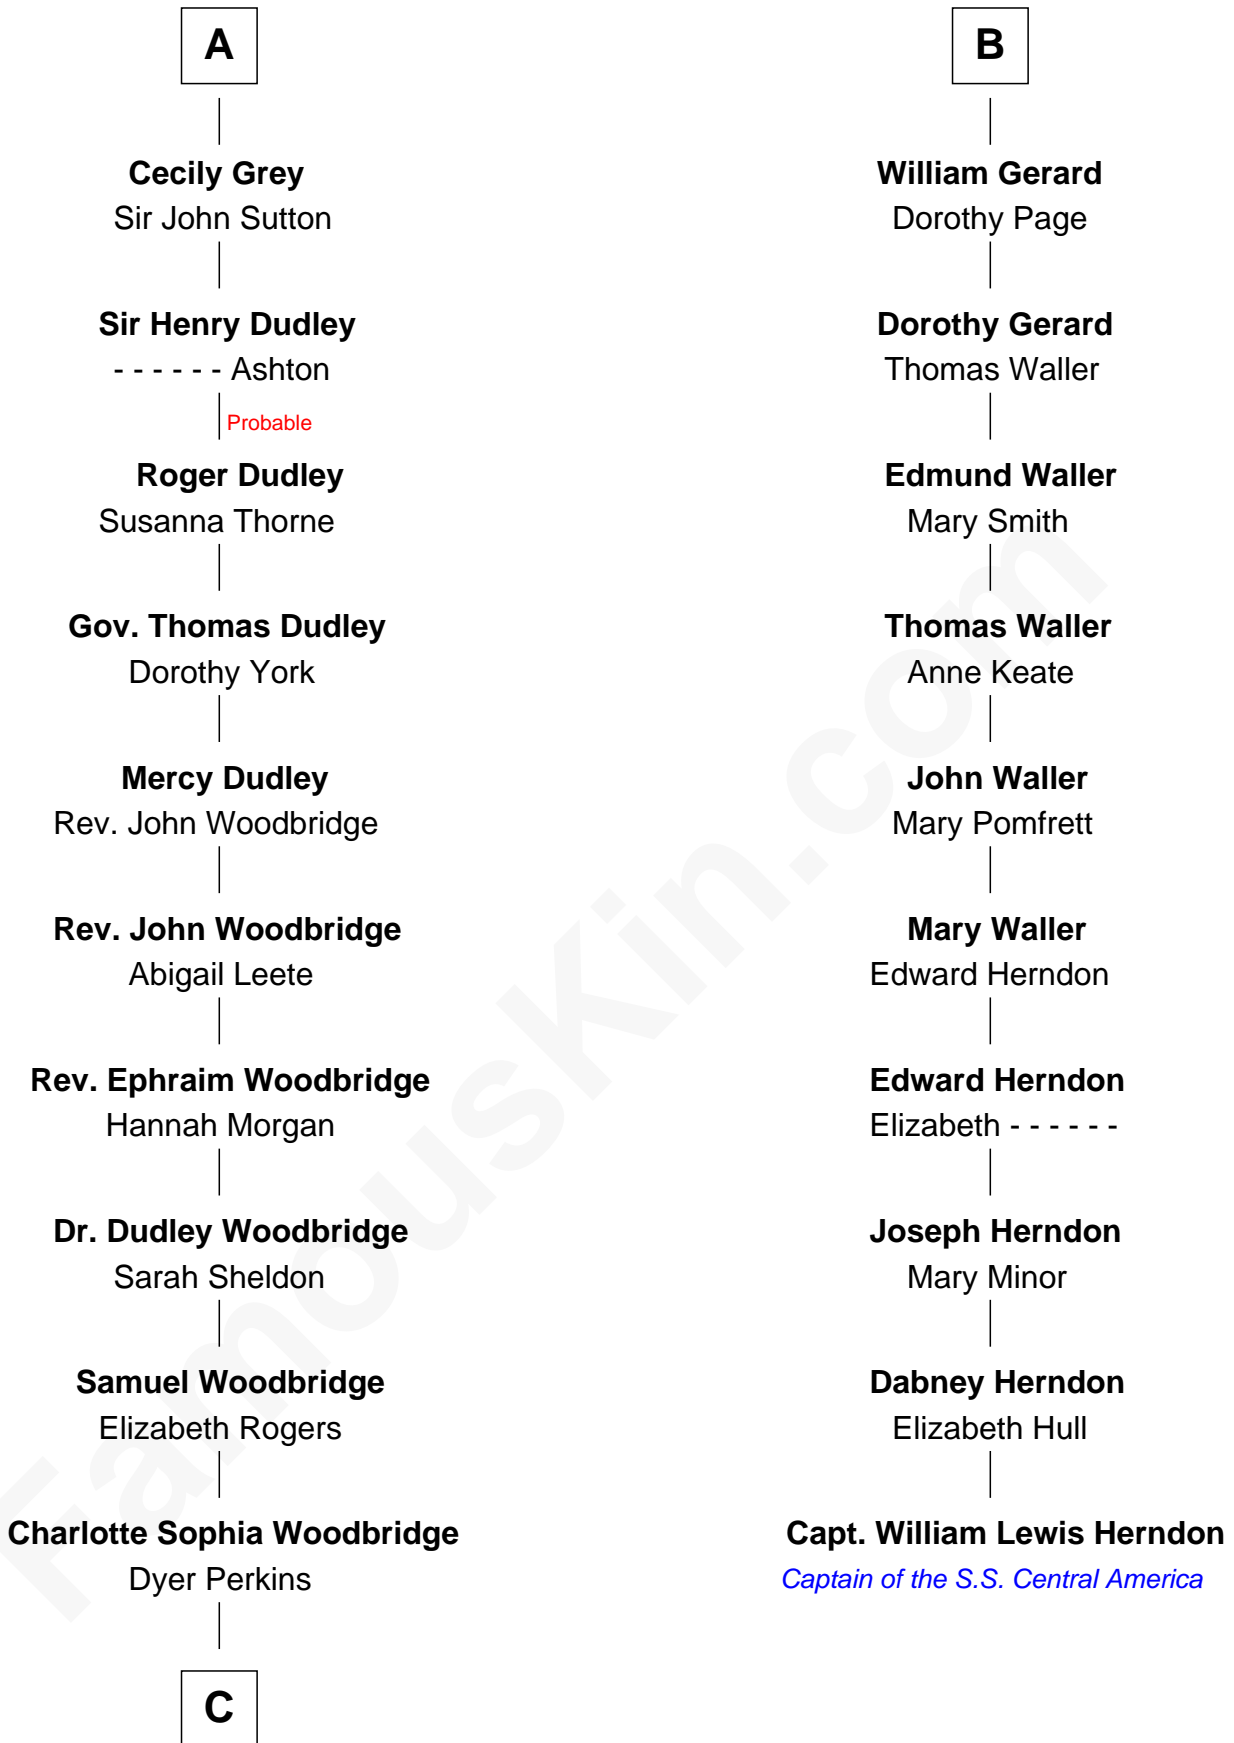 A
Cecily Grey
Sir John Sutton
Sir Henry Dudley
- - - - - - Ashton
Probable
Roger Dudley
Susanna Thorne
Gov. Thomas Dudley
Dorothy York
Mercy Dudley
Rev. John Woodbridge
Rev. John Woodbridge
Abigail Leete
Rev. Ephraim Woodbridge
Hannah Morgan
Dr. Dudley Woodbridge
Sarah Sheldon
Samuel Woodbridge
Elizabeth Rogers
Charlotte Sophia Woodbridge
Dyer Perkins
C
B
William Gerard
Dorothy Page
Dorothy Gerard
Thomas Waller
Edmund Waller
Mary Smith
Thomas Waller
Anne Keate
John Waller
Mary Pomfrett
Mary Waller
Edward Herndon
Edward Herndon
Elizabeth - - - - - -
Joseph Herndon
Mary Minor
Dabney Herndon
Elizabeth Hull
Capt. William Lewis Herndon
Captain of the S.S. Central America
FamousKin.com